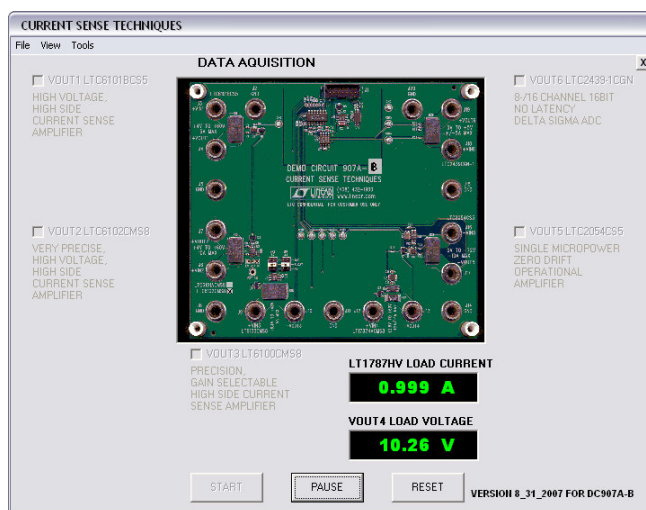 CURRENT SENSE TECHNIQUES
File View Tools
DATA AQUISITION
X
VOUT1 LTC6101BCS5
HIGH VOLTAGE,
HIGH SIDE
CURRENT SENSE
AMPLIFIER
VOUT6 LTC2439-1CGN
8-/16 CHANNEL 16BIT
NO LATENCY
DELTA SIGMA ADC
DEMO CIRCUIT 907A-B
CURRENT SENSE TECHNIQUES
LINEAR
www.linear.com
VOUT2 LTC6102CMS8
VERY PRECISE,
HIGH VOLTAGE,
HIGH SIDE
CURRENT SENSE
AMPLIFIER
VOUT5 LTC2054CS5
SINGLE MICROPOWER
ZERO DRIFT
OPERATIONAL
AMPLIFIER
VOUT3 LT6100CMS8
PRECISION,
GAIN SELECTABLE
HIGH SIDE CURRENT
SENSE AMPLIFIER
LT1787HV LOAD CURRENT
0.999 A
VOUT4 LOAD VOLTAGE
10.26 V
START
PAUSE
RESET
VERSION 8_31_2007 FOR DC907A-B